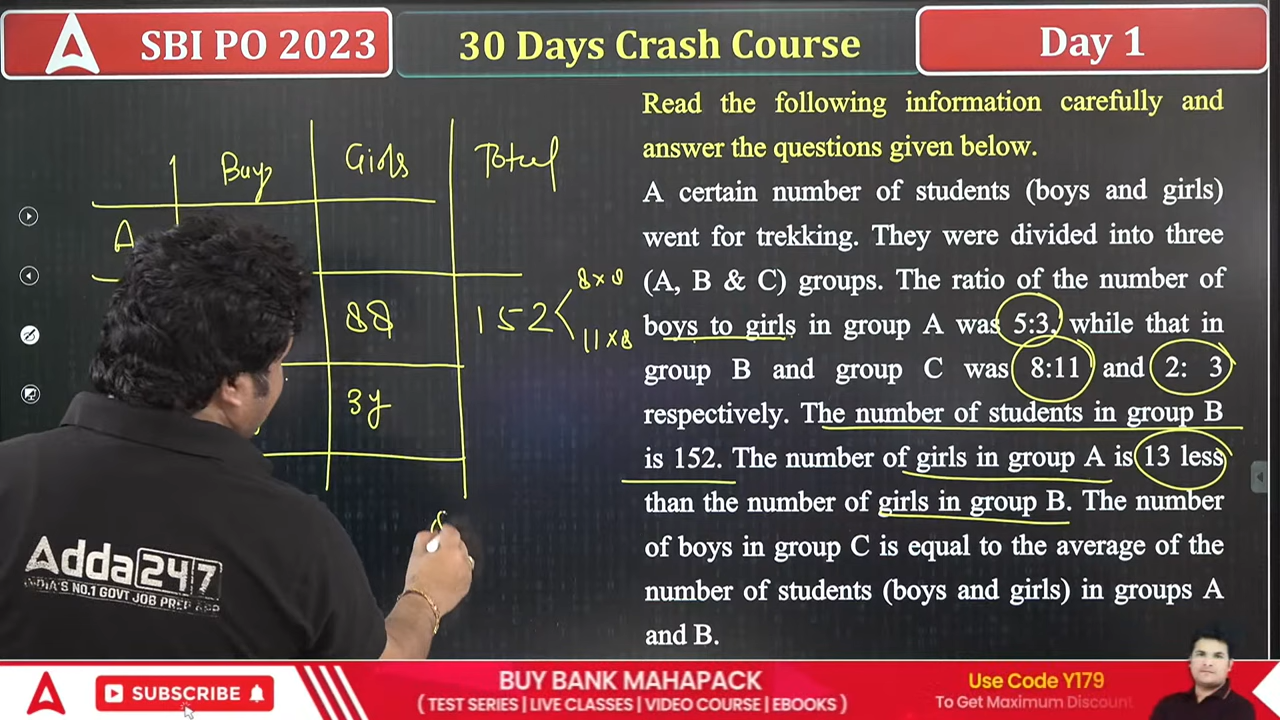 SBI PO 2023
30 Days Crash Course
Day 1
Read the following information carefully and
answer the questions given below.
A certain number of students (boys and girls)
went for trekking. They were divided into three
(A, B & C) groups. The ratio of the number of
boys to girls in group A was 5:3, while that in
group B and group C was 8:11 and 2: 3
respectively. The number of students in group B
is 152. The number of girls in group A is 13 less
than the number of girls in group B. The number
of boys in group C is equal to the average of the
number of students (boys and girls) in groups A
and B.
Boys Girls Total
A
88 152 8×8
11×8
3y
Adda247
INDIA'S NO.1 GOVT JOB PREP APP
SUBSCRIBE
BUY BANK MAHAPACK
( TEST SERIES | LIVE CLASSES | VIDEO COURSE | EBOOKS )
Use Code Y179
To Get Maximum Discount